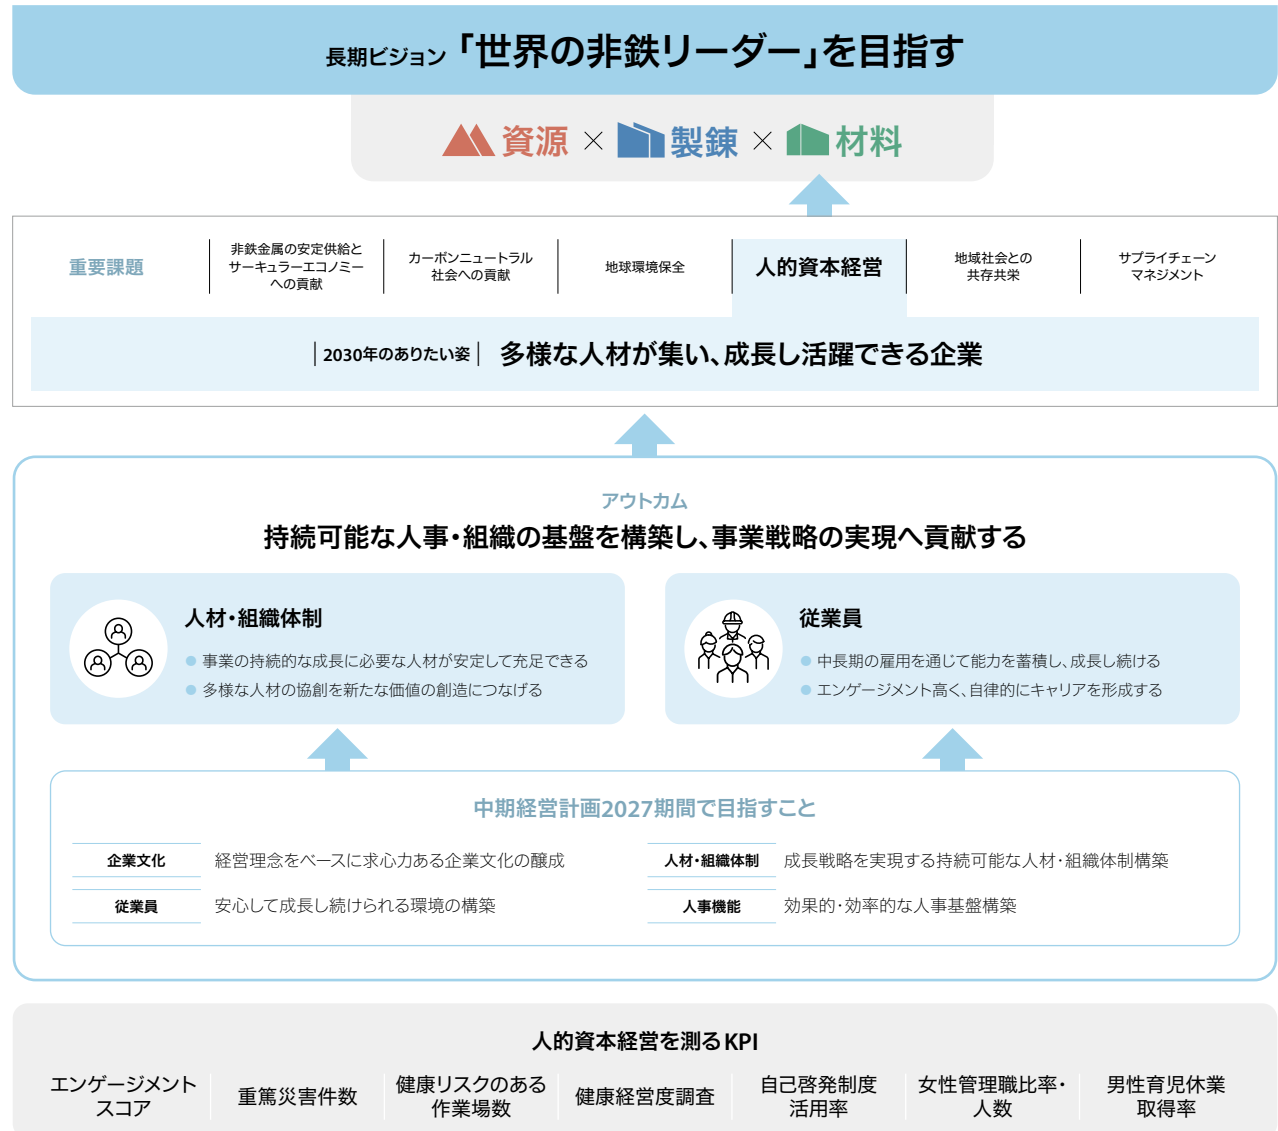 長期ビジョン「世界の非鉄リーダー」を目指す
資源 × 製錬 × 材料
重要課題
非鉄金属の安定供給と
サーキュラーエコノミー
への貢献
カーボンニュートラル
社会への貢献
地球環境保全
人的資本経営
地域社会との
共存共栄
サプライチェーン
マネジメント
2030年のありたい姿
多様な人材が集い、成長し活躍できる企業
アウトカム
持続可能な人事・組織の基盤を構築し、事業戦略の実現へ貢献する
人材・組織体制
● 事業の持続的な成長に必要な人材が安定して充足できる
● 多様な人材の協創を新たな価値の創造につなげる
従業員
● 中長期の雇用を通じて能力を蓄積し、成長し続ける
● エンゲージメント高く、自律的にキャリアを形成する
中期経営計画2027期間で目指すこと
企業文化 経営理念をベースに求心力ある企業文化の醸成
従業員 安心して成長し続けられる環境の構築
人材・組織体制 成長戦略を実現する持続可能な人材・組織体制構築
人事機能 効果的・効率的な人事基盤構築
人的資本経営を測るKPI
エンゲージメント
スコア
重篤災害件数
健康リスクのある
作業場数
健康経営度調査
自己啓発制度
活用率
女性管理職比率・
人数
男性育児休業
取得率